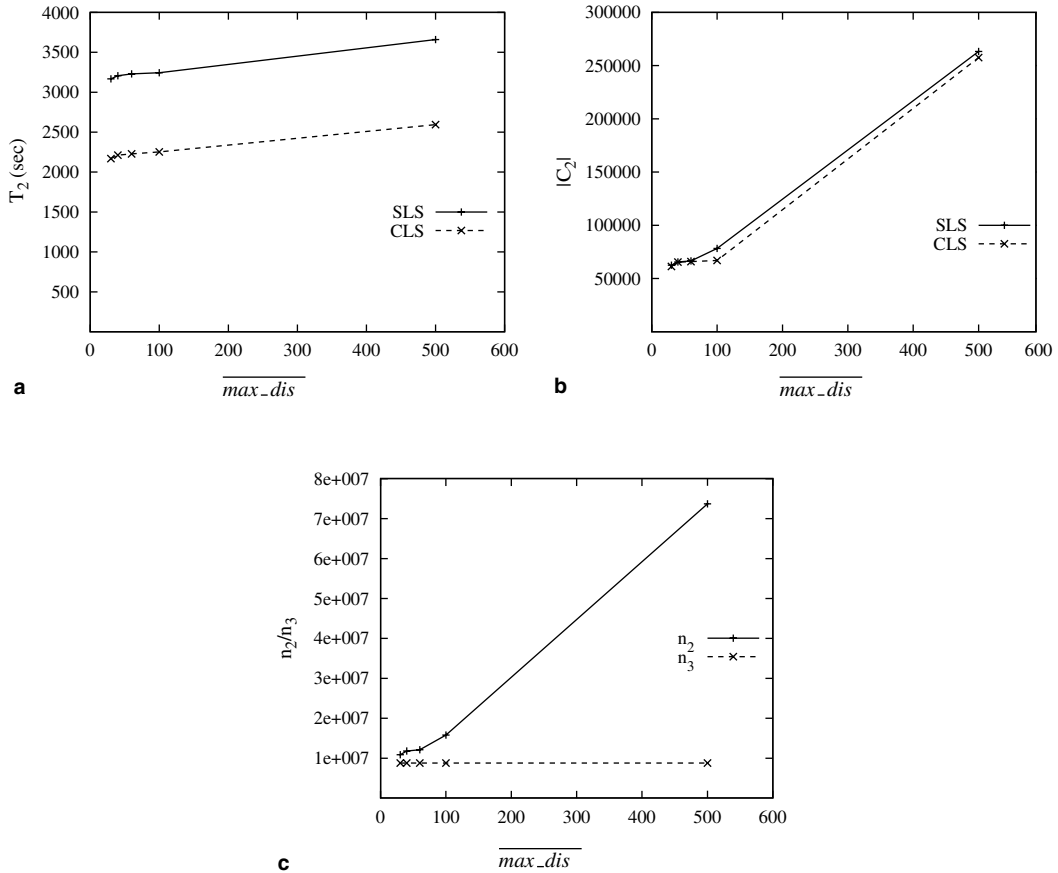 4000
3500
3000
2500
2000
1500
1000
500
0 100 200 300 400 500 600
T2 (sec)
SLS
CLS
max_dis
a
300000
250000
200000
150000
100000
50000
0 100 200 300 400 500 600
|C2|
SLS
CLS
max_dis
b
8e+007
7e+007
6e+007
5e+007
4e+007
3e+007
2e+007
1e+007
0 100 200 300 400 500 600
n2/n3
n2
n3
max_dis
c